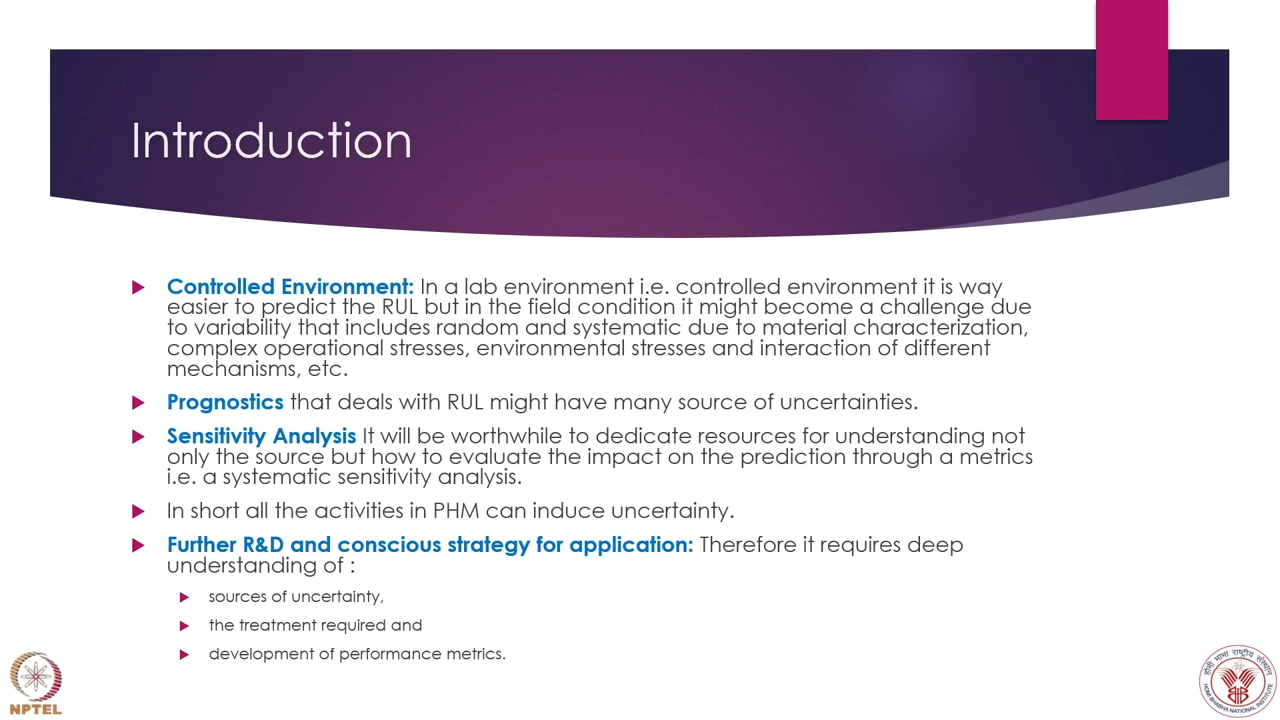 Introduction
Controlled Environment: In a lab environment i.e. controlled environment it is way
easier to predict the RUL but in the field condition it might become a challenge due
to variability that includes random and systematic due to material characterization,
complex operational stresses, environmental stresses and interaction of different
mechanisms, etc.
Prognostics that deals with RUL might have many source of uncertainties.
Sensitivity Analysis It will be worthwhile to dedicate resources for understanding not
only the source but how to evaluate the impact on the prediction through a metrics
i.e. a systematic sensitivity analysis.
In short all the activities in PHM can induce uncertainty.
Further R&D and conscious strategy for application: Therefore it requires deep
understanding of :
sources of uncertainty,
the treatment required and
development of performance metrics.
NPTEL
होमी भाभा राष्ट्रीय संस्थान
HOMI BHABHA NATIONAL INSTITUTE